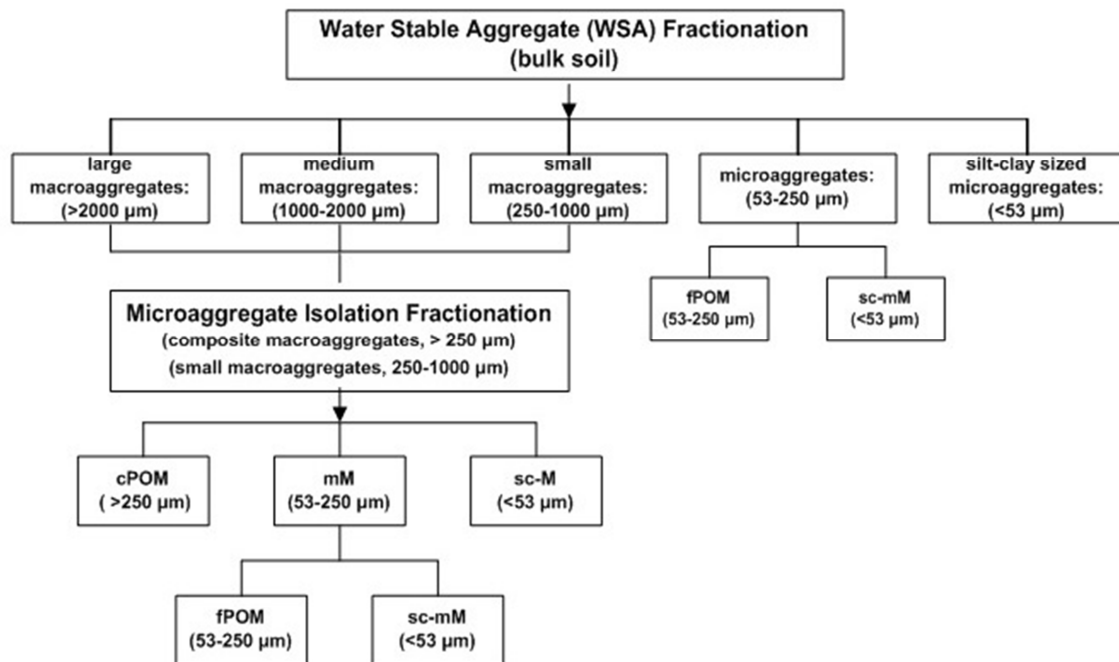 Water Stable Aggregate (WSA) Fractionation
(bulk soil)
large
macroaggregates:
(>2000 µm)
medium
macroaggregates:
(1000-2000 µm)
small
macroaggregates:
(250-1000 µm)
microaggregates:
(53-250 µm)
silt-clay sized
microaggregates:
(<53 µm)
fPOM
(53-250 µm)
sc-mM
(<53 µm)
Microaggregate Isolation Fractionation
(composite macroaggregates, > 250 µm)
(small macroaggregates, 250-1000 µm)
cPOM
( >250 µm)
mM
(53-250 µm)
sc-M
(<53 µm)
fPOM
(53-250 µm)
sc-mM
(<53 µm)